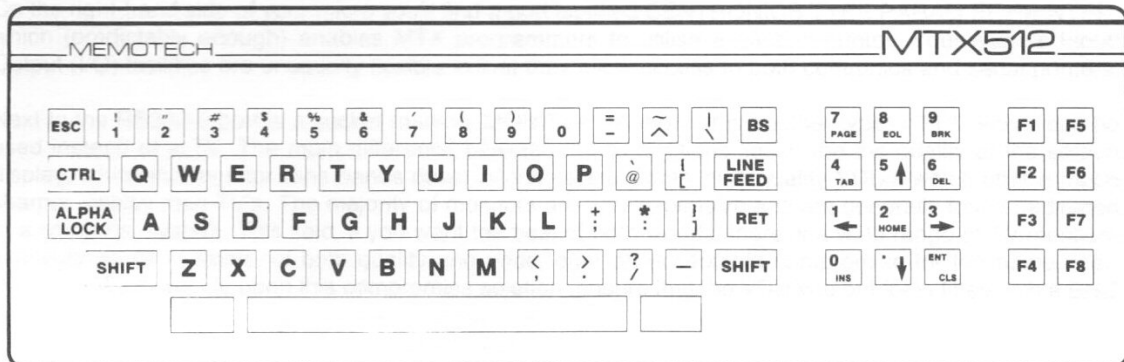 MEMOTECH MTX512
ESC ! 1 " 2 # 3 $ 4 % 5 & 6 ' 7 ( 8 ) 9 0 = - ~ ^ | \ BS 7 PAGE 8 EOL 9 BRK F1 F5
CTRL Q W E R T Y U I O P ` @ { [ LINE FEED 4 TAB 5 ↑ 6 DEL F2 F6
ALPHA LOCK A S D F G H J K L + ; * : } ] RET 1 ← 2 HOME 3 → F3 F7
SHIFT Z X C V B N M < , > . ? / _ SHIFT 0 INS . ↓ ENT CLS F4 F8